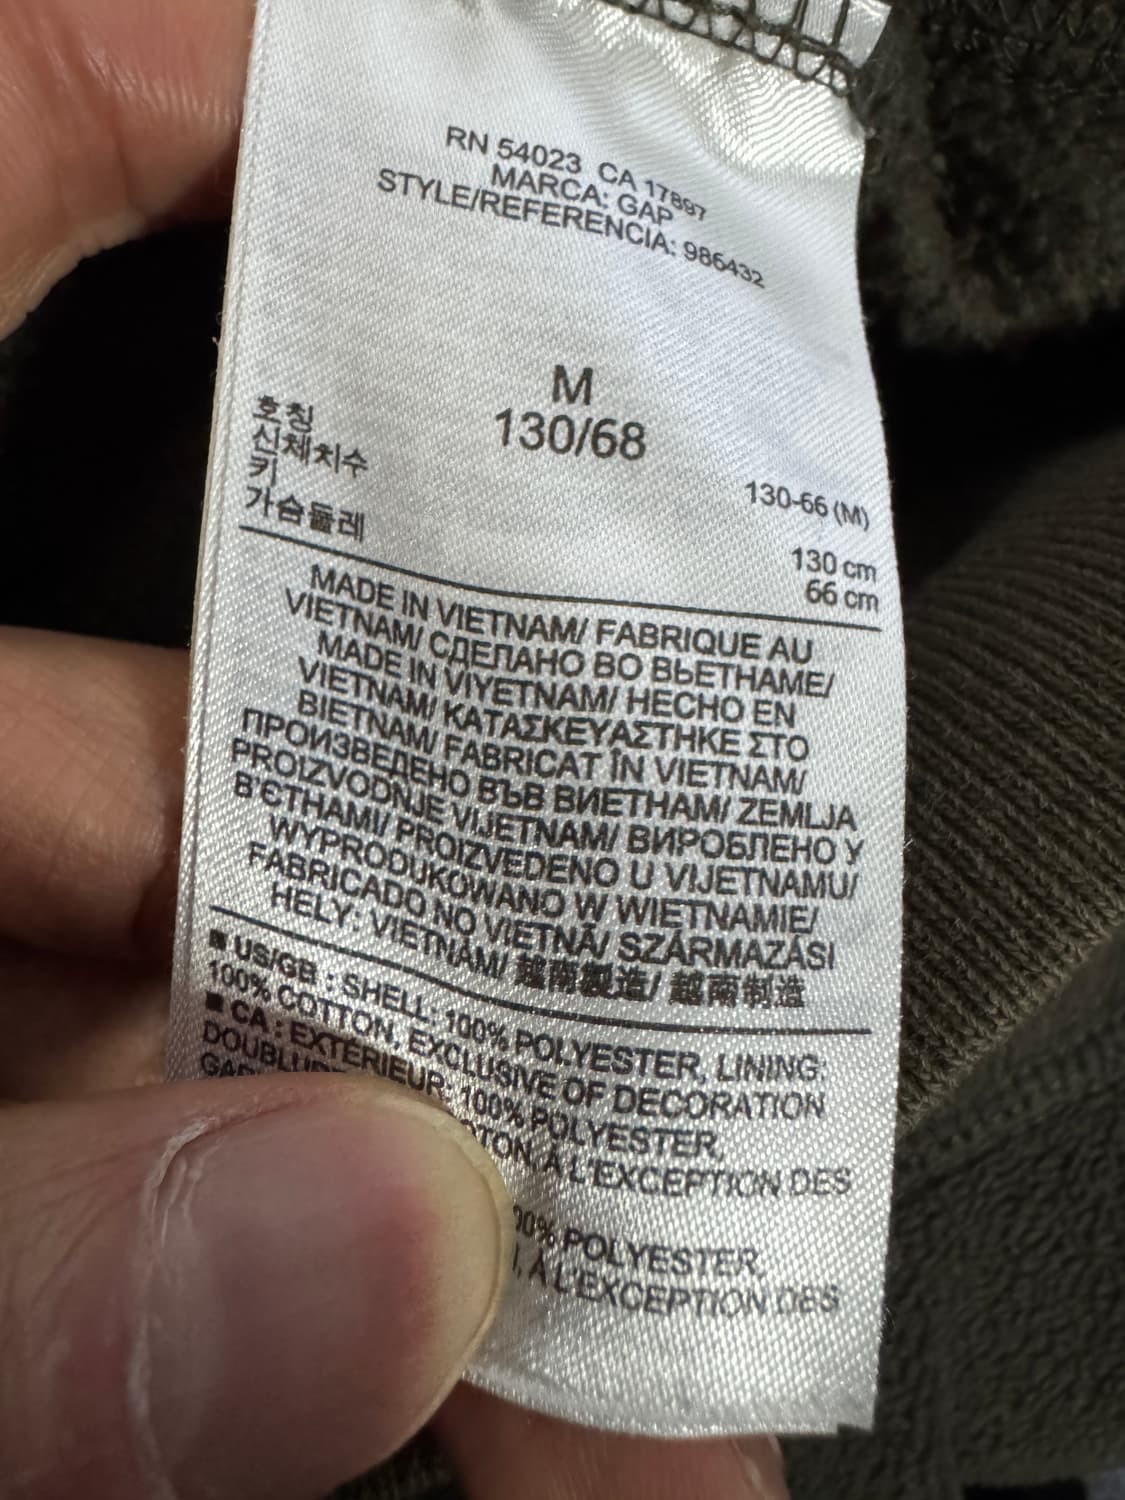 RN 54023 CA 17897
MARCA: GAP
STYLE/REFERENCIA: 986432
M
130/68
호칭 130-66 (M)
신체치수
키 130 cm
가슴둘레 66 cm
MADE IN VIETNAM/ FABRIQUE AU
VIETNAM/ СДЕЛАНО ВО ВЬЕТНАМЕ/
MADE IN VIYETNAM/ HECHO EN
VIETNAM/ ΚΑΤΑΣΚΕΥΑΣΤΗΚΕ ΣΤΟ
ΒΙΕΤΝΑΜ/ FABRICAT ÎN VIETNAM/
ПРОИЗВЕДЕНО ВЪВ ВИЕТНАМ/ ZEMLJA
PROIZVODNJE VIJETNAM/ ВИРОБЛЕНО У
В'ЄТНАМІ/ PROIZVEDENO U VIJETNAMU/
WYPRODUKOWANO W WIETNAMIE/
FABRICADO NO VIETNÃ/ SZÁRMAZÁSI
HELY: VIETNÁM/ 越南製造/ 越南制造
■ US/GB : SHELL: 100% POLYESTER, LINING:
100% COTTON, EXCLUSIVE OF DECORATION
■ CA : EXTÉRIEUR: 100% POLYESTER,
À L'EXCEPTION DES
POLYESTER,
À L'EXCEPTION DES